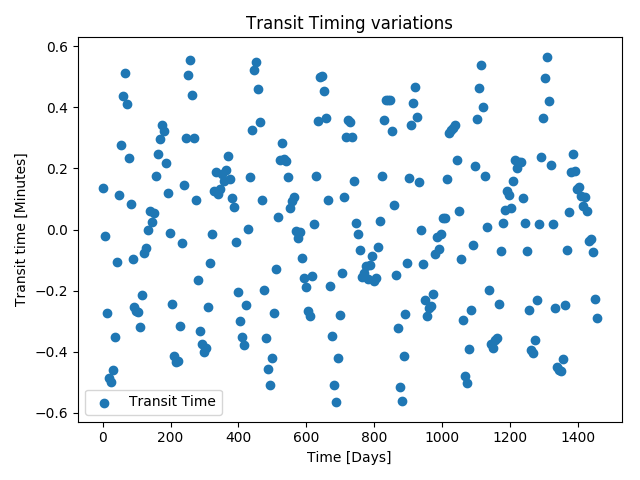 Transit Timing variations
Transit time [Minutes]
0.6
0.4
0.2
0.0
−0.2
−0.4
−0.6
Transit Time
0 200 400 600 800 1000 1200 1400
Time [Days]